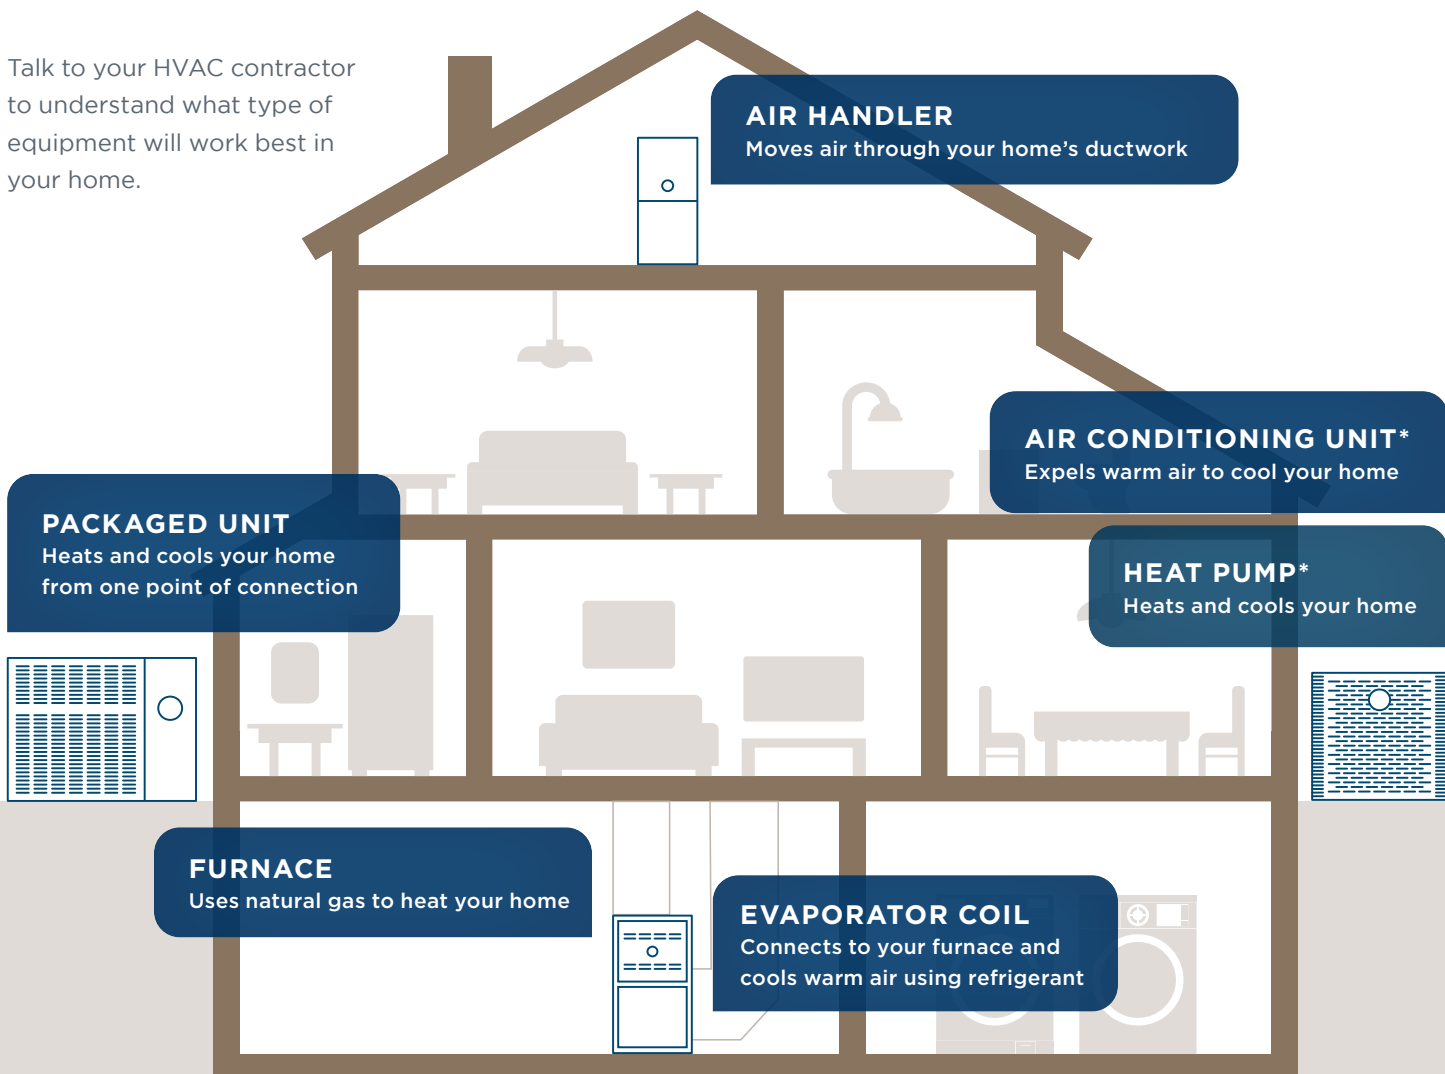 Talk to your HVAC contractor
to understand what type of
equipment will work best in
your home.
AIR HANDLER
Moves air through your home’s ductwork
AIR CONDITIONING UNIT*
Expels warm air to cool your home
PACKAGED UNIT
Heats and cools your home
from one point of connection
HEAT PUMP*
Heats and cools your home
FURNACE
Uses natural gas to heat your home
EVAPORATOR COIL
Connects to your furnace and
cools warm air using refrigerant